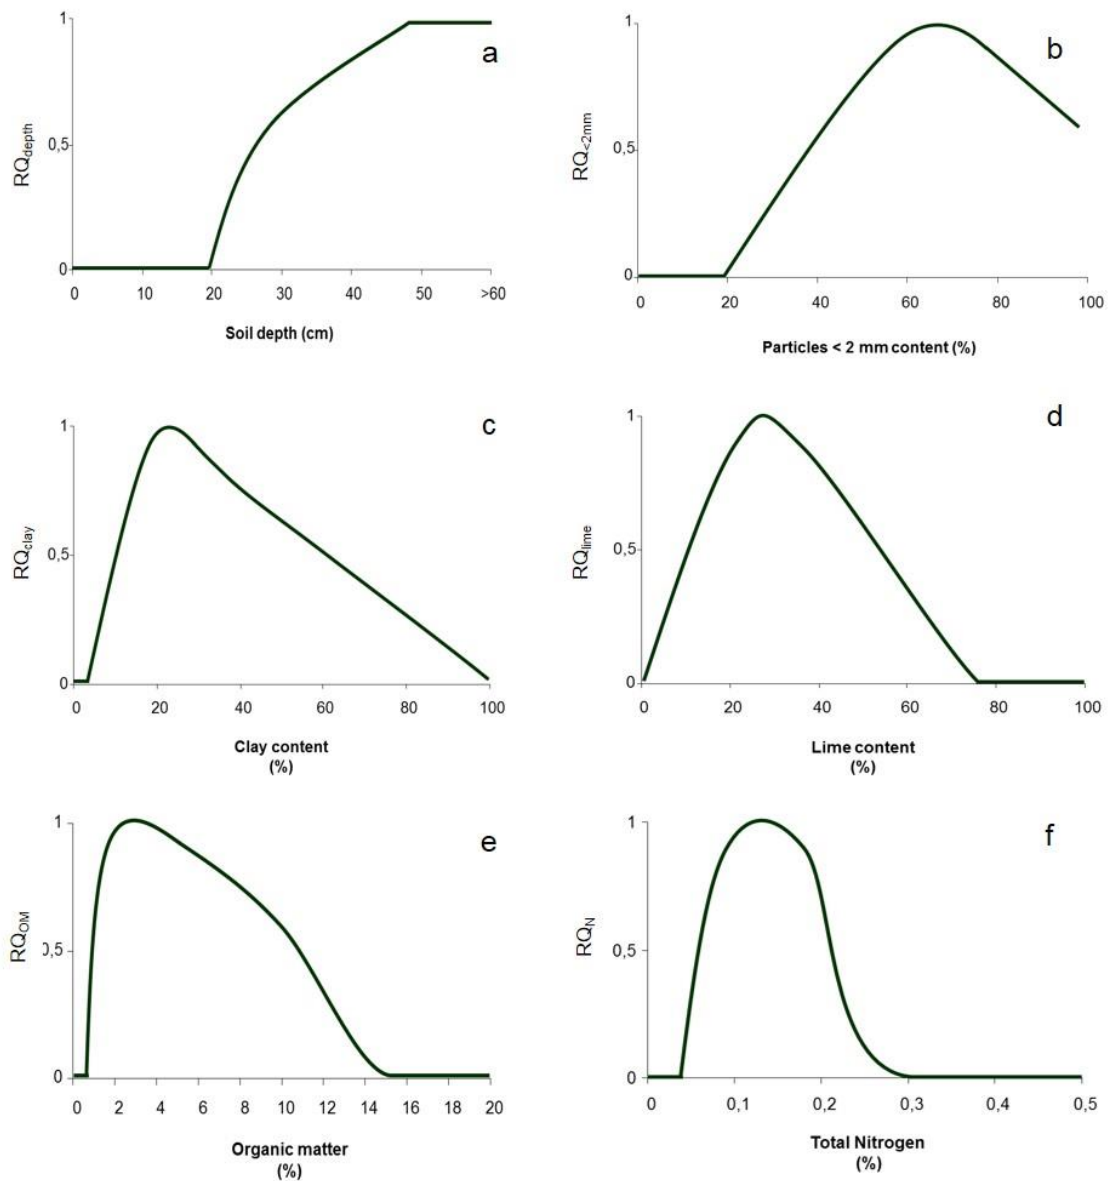 a
1
0,5
0
RQdepth
0 10 20 30 40 50 >60
Soil depth (cm)
b
1
0,5
0
RQ<2mm
0 20 40 60 80 100
Particles < 2 mm content (%)
c
1
0,5
0
RQclay
0 20 40 60 80 100
Clay content
(%)
d
1
0,5
0
RQlime
0 20 40 60 80 100
Lime content
(%)
e
1
),5
0
RQOM
0 2 4 6 8 10 12 14 16 18 20
Organic matter
(%)
f
1
0,5
0
RQN
0 0,1 0,2 0,3 0,4 0,5
Total Nitrogen
(%)